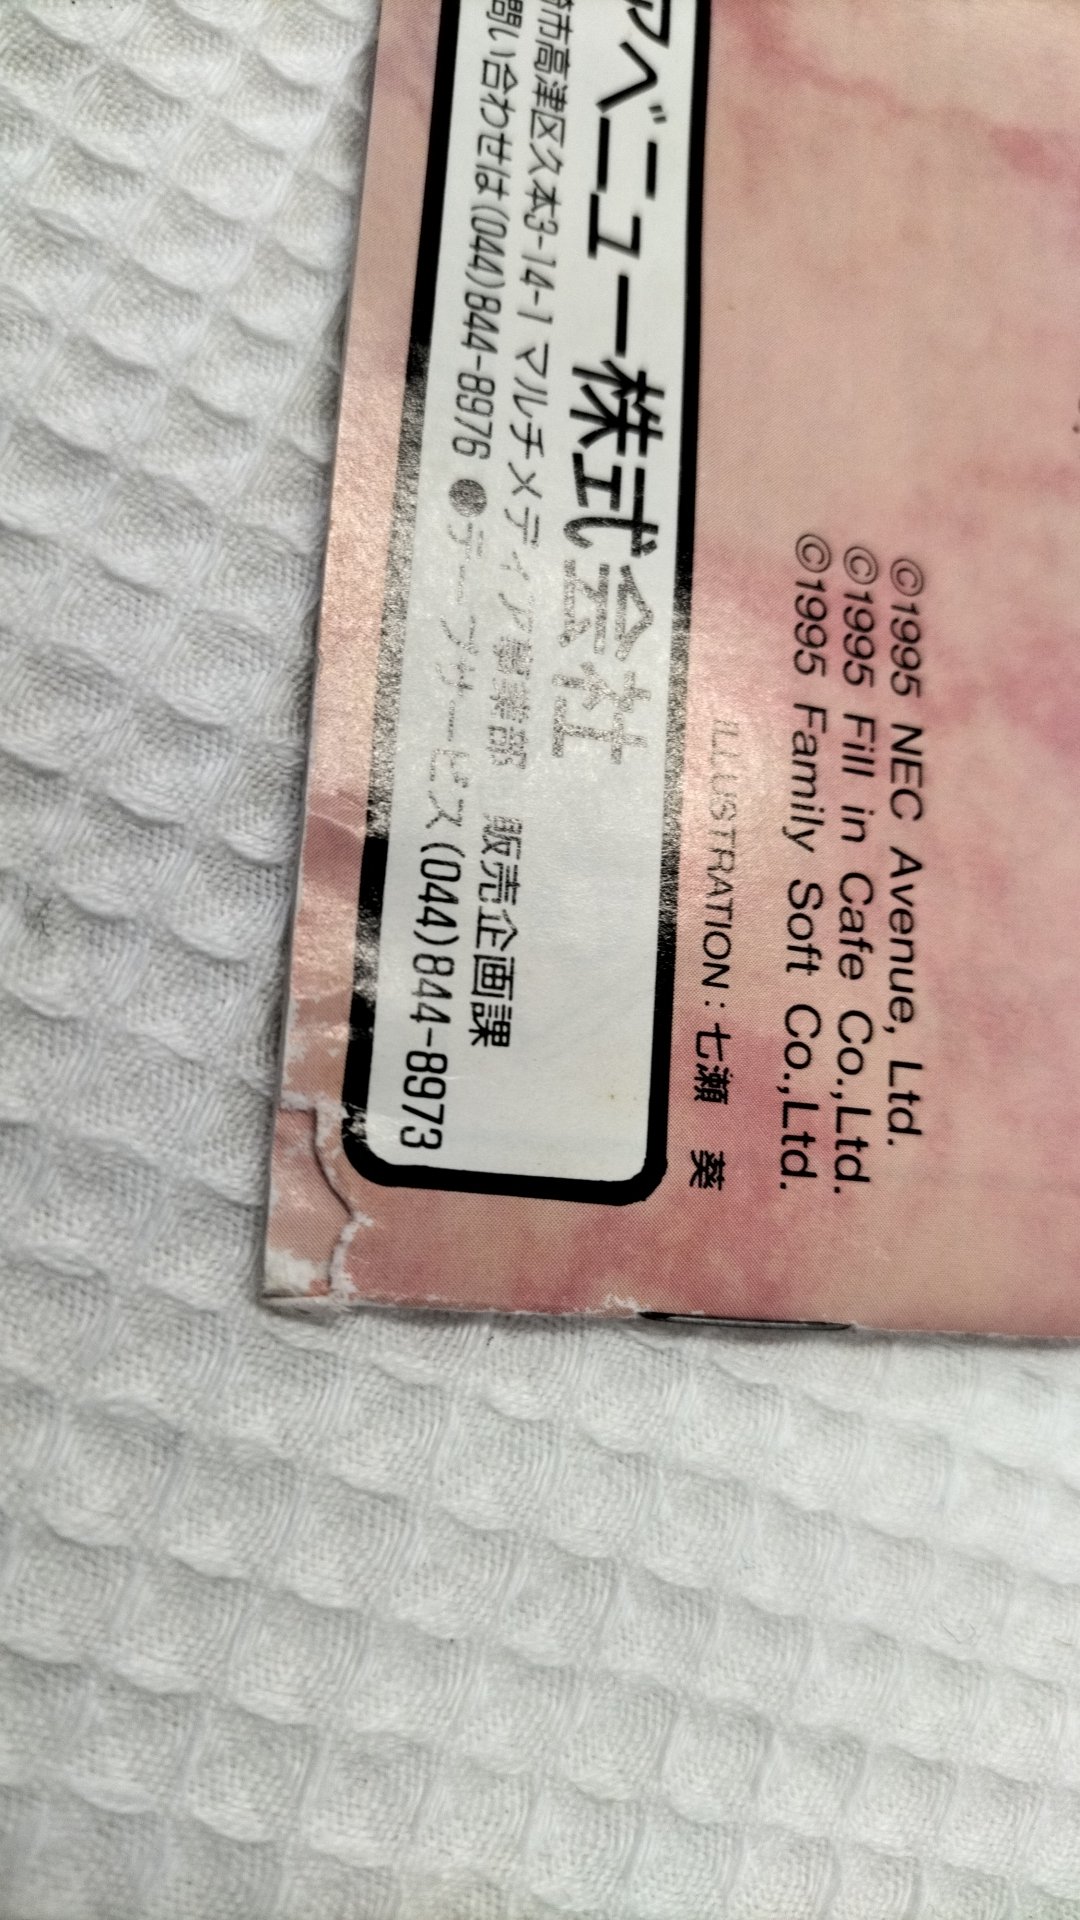 ©1995 NEC Avenue, Ltd.
©1995 Fill in Cafe Co.,Ltd.
©1995 Family Soft Co.,Ltd.
ILLUSTRATION：七瀬　葵
アベニュー株式会社
市高津区久本3-14-1 マルチメディア事業部　販売企画課
問い合わせは(044)844-8976 ●テープサービス(044)844-8973